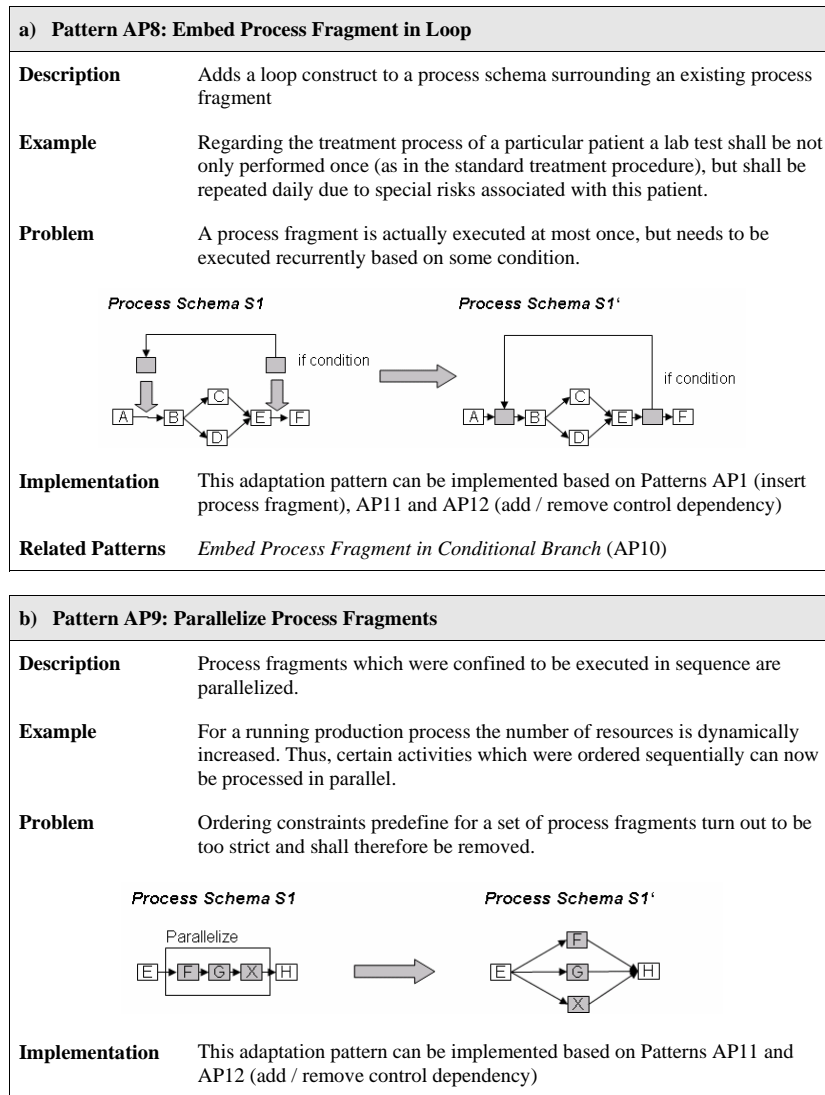 a) Pattern AP8: Embed Process Fragment in Loop
Description Adds a loop construct to a process schema surrounding an existing process
fragment
Example Regarding the treatment process of a particular patient a lab test shall be not
only performed once (as in the standard treatment procedure), but shall be
repeated daily due to special risks associated with this patient.
Problem A process fragment is actually executed at most once, but needs to be
executed recurrently based on some condition.
Process Schema S1 Process Schema S1‘
if condition
if condition
A B C D E F
A B C D E F
Implementation This adaptation pattern can be implemented based on Patterns AP1 (insert
process fragment), AP11 and AP12 (add / remove control dependency)
Related Patterns Embed Process Fragment in Conditional Branch (AP10)
b) Pattern AP9: Parallelize Process Fragments
Description Process fragments which were confined to be executed in sequence are
parallelized.
Example For a running production process the number of resources is dynamically
increased. Thus, certain activities which were ordered sequentially can now
be processed in parallel.
Problem Ordering constraints predefine for a set of process fragments turn out to be
too strict and shall therefore be removed.
Process Schema S1 Process Schema S1‘
Parallelize
E F G X H
E F G X H
Implementation This adaptation pattern can be implemented based on Patterns AP11 and
AP12 (add / remove control dependency)